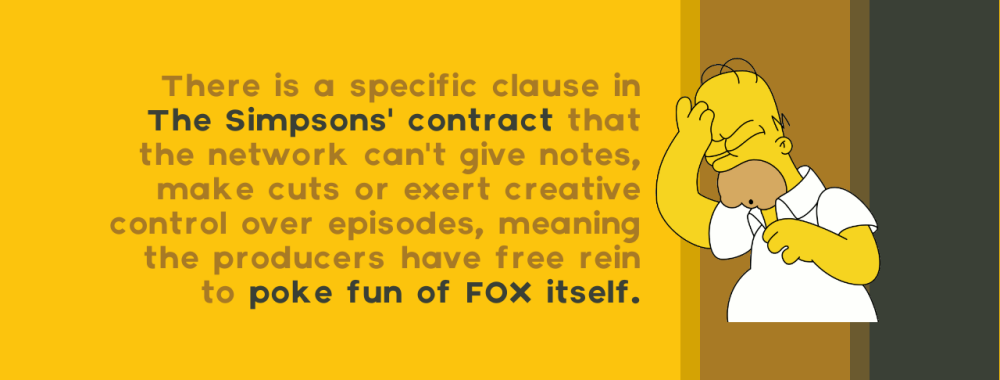 There is a specific clause in
The Simpsons' contract that
the network can't give notes,
make cuts or exert creative
control over episodes, meaning
the producers have free rein
to poke fun of FOX itself.